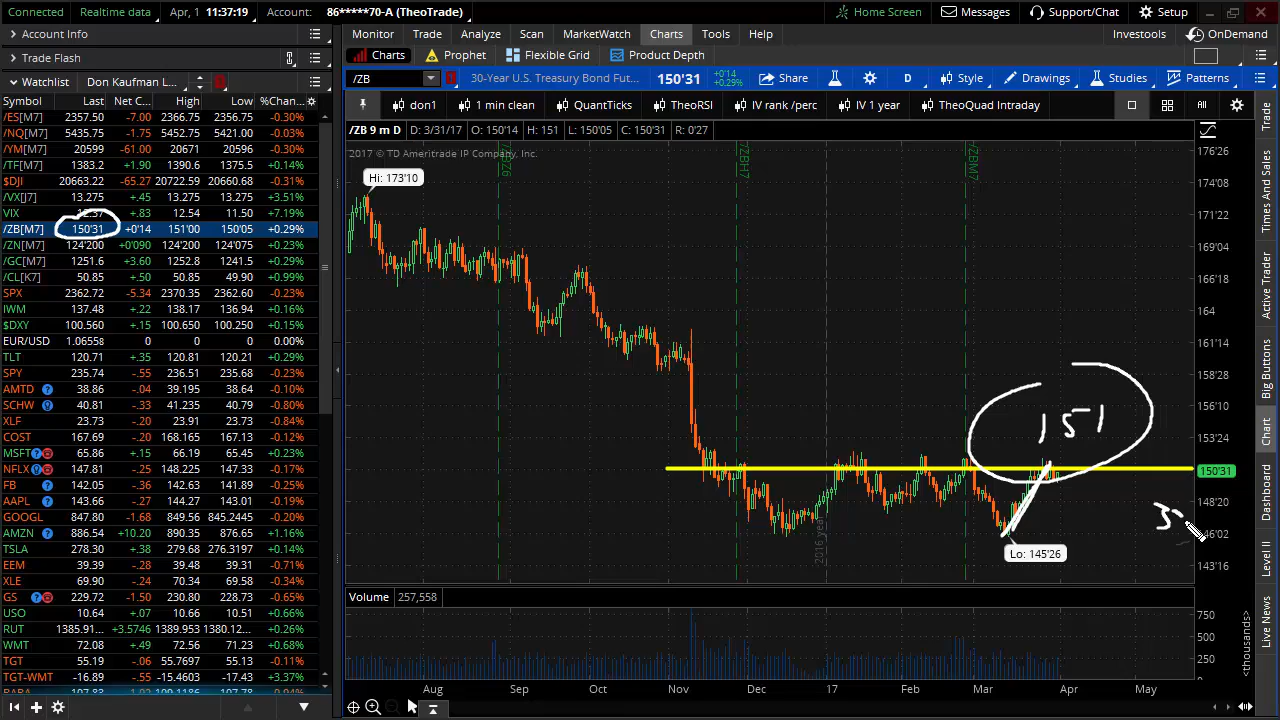 Connected Realtime data Apr, 1 11:37:19 Account: 86*****70-A (TheoTrade) Home Screen Messages Support/Chat Setup
Account Info
Trade Flash
Watchlist Don Kaufman L...
Symbol Last Net C... High Low %Chan...
/ES[M7] 2357.50 -7.00 2366.75 2356.75 -0.30%
/NQ[M7] 5435.75 -1.75 5452.75 5421.00 -0.03%
/YM[M7] 20599 -61.00 20671 20596 -0.30%
/TF[M7] 1383.2 +1.90 1390.6 1375.5 +0.14%
$DJI 20663.22 -65.27 20722.59 20660.68 -0.31%
/VX[J7] 13.275 +.45 13.275 13.275 +3.51%
VIX 12.37 +.83 12.54 11.50 +7.19%
/ZB[M7] 150'31 +0'14 151'00 150'05 +0.29%
/ZN[M7] 124'200 +0'090 124'200 124'075 +0.23%
/GC[M7] 1251.6 +3.60 1252.8 1241.5 +0.23%
/CL[K7] 50.85 +.50 50.85 49.90 +0.99%
SPX 2362.72 -5.34 2370.35 2362.60 -0.23%
IWM 137.48 +.22 138.17 136.94 +0.16%
$DXY 100.560 +.15 100.650 100.250 +0.15%
EUR/USD 1.06558 0 0 0 0.00%
TLT 120.71 +.35 120.81 120.21 +0.29%
SPY 235.74 -.55 236.51 235.68 -0.23%
AMTD 38.86 -.04 39.195 38.64 -0.10%
SCHW 40.81 -.33 41.235 40.79 -0.80%
XLF 23.73 -.20 23.91 23.73 -0.84%
COST 167.69 -.20 168.165 167.13 -0.12%
MSFT 65.86 +.15 66.19 65.45 +0.23%
NFLX 147.81 -.25 148.225 147.33 -0.17%
FB 142.05 -.36 142.63 141.93 -0.25%
AAPL 143.66 -.27 144.27 143.01 -0.19%
GOOGL 847.80 -1.68 849.56 845.2445 -0.20%
AMZN 886.54 +10.20 890.35 876.65 +1.16%
TSLA 278.30 +.38 279.68 276.3197 +0.14%
EEM 39.39 -.28 39.58 39.31 -0.71%
XLE 69.90 -.24 70.34 69.58 -0.34%
GS 229.72 -1.50 230.80 228.73 -0.65%
USO 10.64 +.07 10.66 10.51 +0.66%
RUT 1385.91... +3.5746 1389.953 1380.12... +0.26%
WMT 72.08 +.49 72.56 71.23 +0.68%
TGT 55.19 -.06 55.7697 55.13 -0.11%
TGT-WMT -16.89 -.55 -15.4603 -17.43 +3.37%
Monitor Trade Analyze Scan MarketWatch Charts Tools Help Investools OnDemand
Charts Prophet Flexible Grid Product Depth
/ZB 30-Year U.S. Treasury Bond Fut... 150'31 +0'14 +0.29% Share D Style Drawings Studies Patterns
don1 1 min clean QuantTicks TheoRSI IV rank /perc IV 1 year TheoQuad Intraday All
/ZB 9 m D D: 3/31/17 O: 150'14 H: 151 L: 150'05 C: 150'31 R: 0'27
2017 © TD Ameritrade IP Company, Inc.
/ZBZ6
/ZBH7
/ZBM7
Hi: 173'10
176'26
174'08
171'22
169'04
166'18
164
161'14
158'28
156'10
153'24
150'31
148'20
146'02
143'16
151
Lo: 145'26
2016 year
Volume 257,558
750
500
250
<thousands>
Aug Sep Oct Nov Dec 17 Feb Mar Apr May
Trade
Times And Sales
Active Trader
Big Buttons
Chart
Dashboard
Level II
Live News